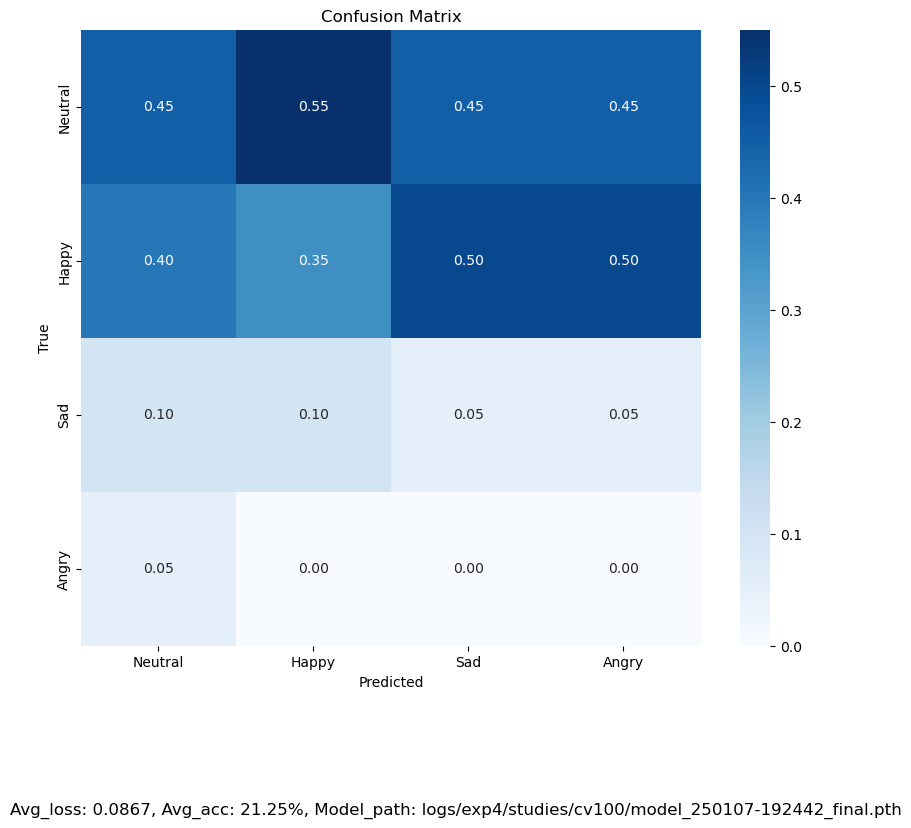 Confusion Matrix
Neutral 0.45 0.55 0.45 0.45
Happy 0.40 0.35 0.50 0.50
Sad 0.10 0.10 0.05 0.05
Angry 0.05 0.00 0.00 0.00
True
Neutral Happy Sad Angry
Predicted
0.5
0.4
0.3
0.2
0.1
0.0
Avg_loss: 0.0867, Avg_acc: 21.25%, Model_path: logs/exp4/studies/cv100/model_250107-192442_final.pth